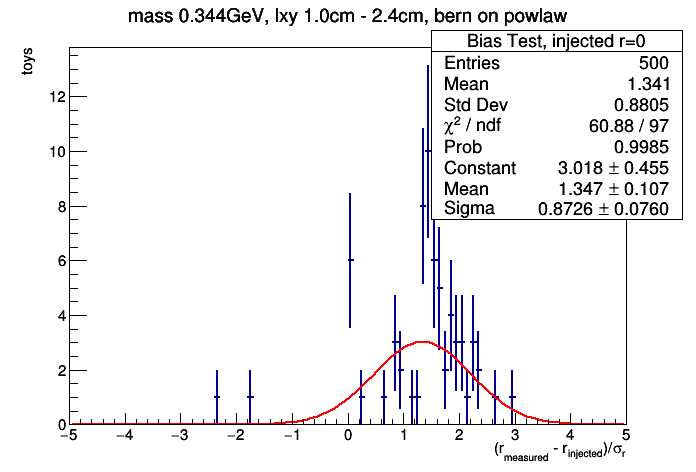 mass 0.344GeV, lxy 1.0cm - 2.4cm, bern on powlaw
toys
Bias Test, injected r=0
Entries 500
Mean 1.341
Std Dev 0.8805
χ² / ndf 60.88 / 97
Prob 0.9985
Constant 3.018 ± 0.455
Mean 1.347 ± 0.107
Sigma 0.8726 ± 0.0760
12
10
8
6
4
2
0
−5 −4 −3 −2 −1 0 1 2 3 4 5
(r_measured - r_injected)/σ_r